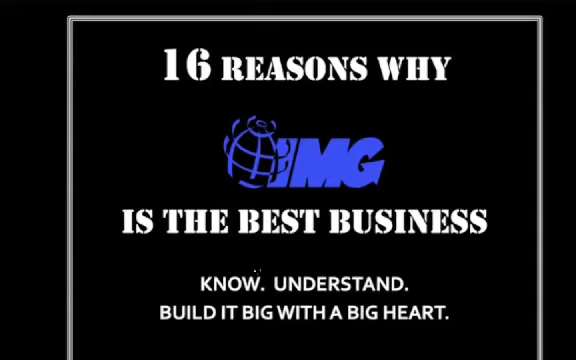 16 REASONS WHY
IMG
IS THE BEST BUSINESS
KNOW. UNDERSTAND.
BUILD IT BIG WITH A BIG HEART.